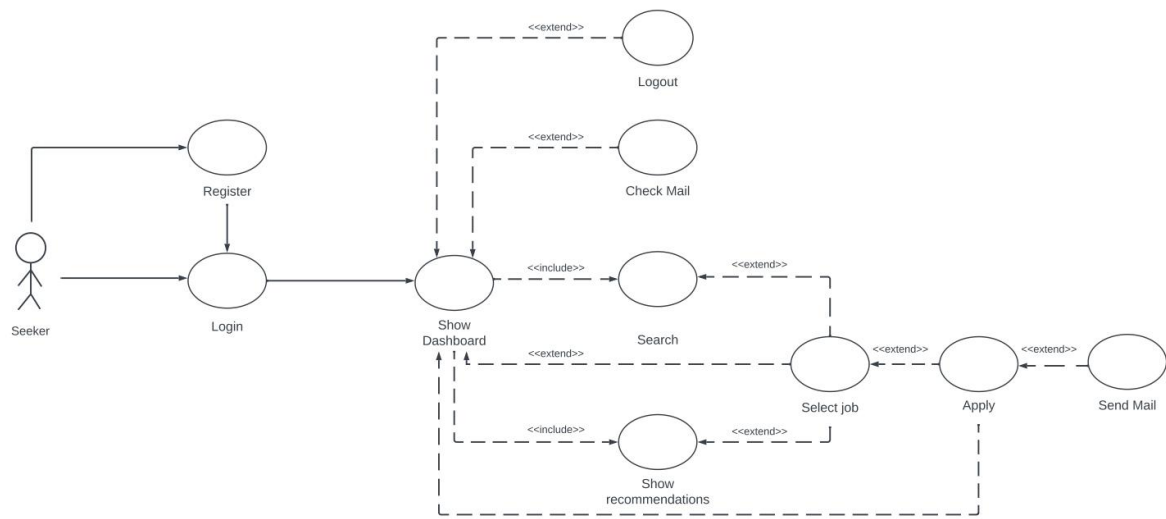 <<extend>>
Logout
<<extend>>
Check Mail
Register
Seeker
Login
<<include>>
<<extend>>
Show
Dashboard
Search
<<extend>>
<<extend>>
<<extend>>
Select job
Apply
Send Mail
<<include>>
<<extend>>
Show
recommendations